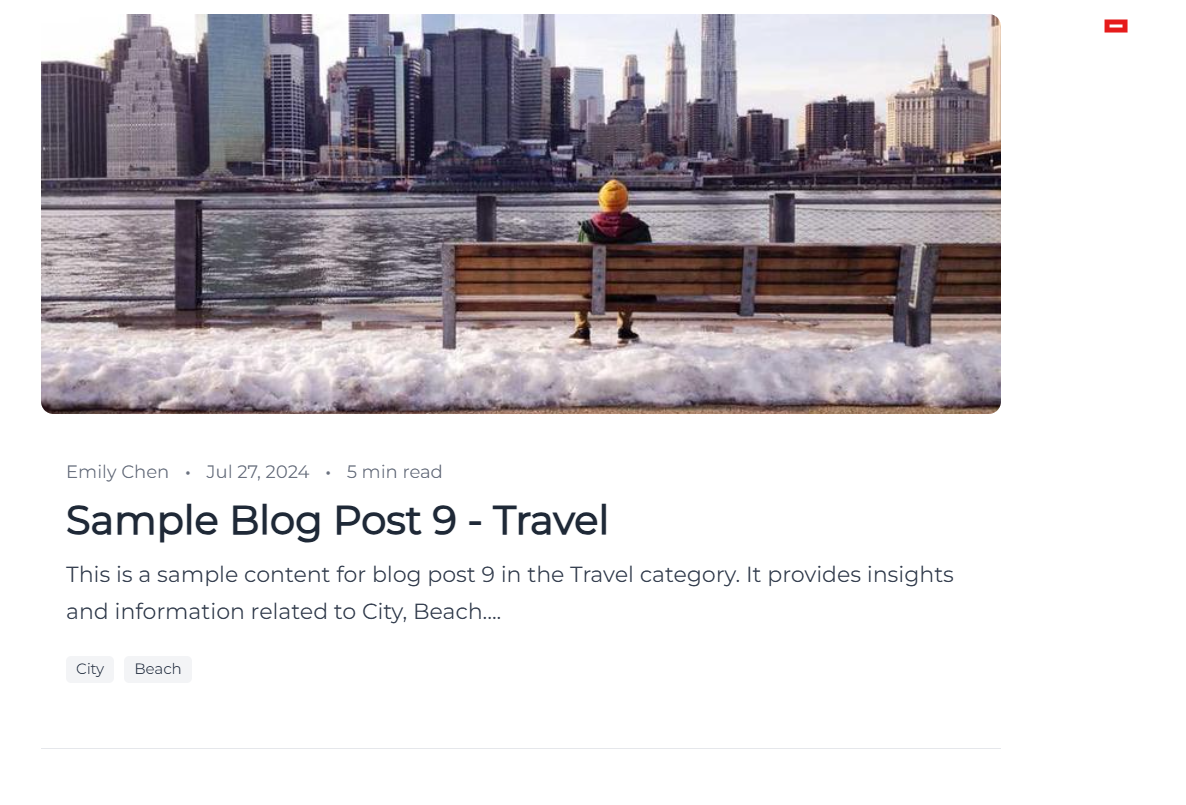 Emily Chen • Jul 27, 2024 • 5 min read
Sample Blog Post 9 - Travel
This is a sample content for blog post 9 in the Travel category. It provides insights
and information related to City, Beach....
City Beach